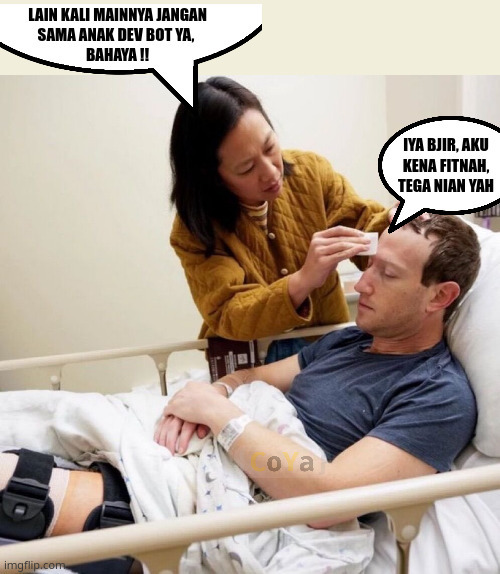 LAIN KALI MAINNYA JANGAN
SAMA ANAK DEV BOT YA,
BAHAYA !!
IYA BJIR, AKU
KENA FITNAH,
TEGA NIAN YAH
CoYa
imgflip.com